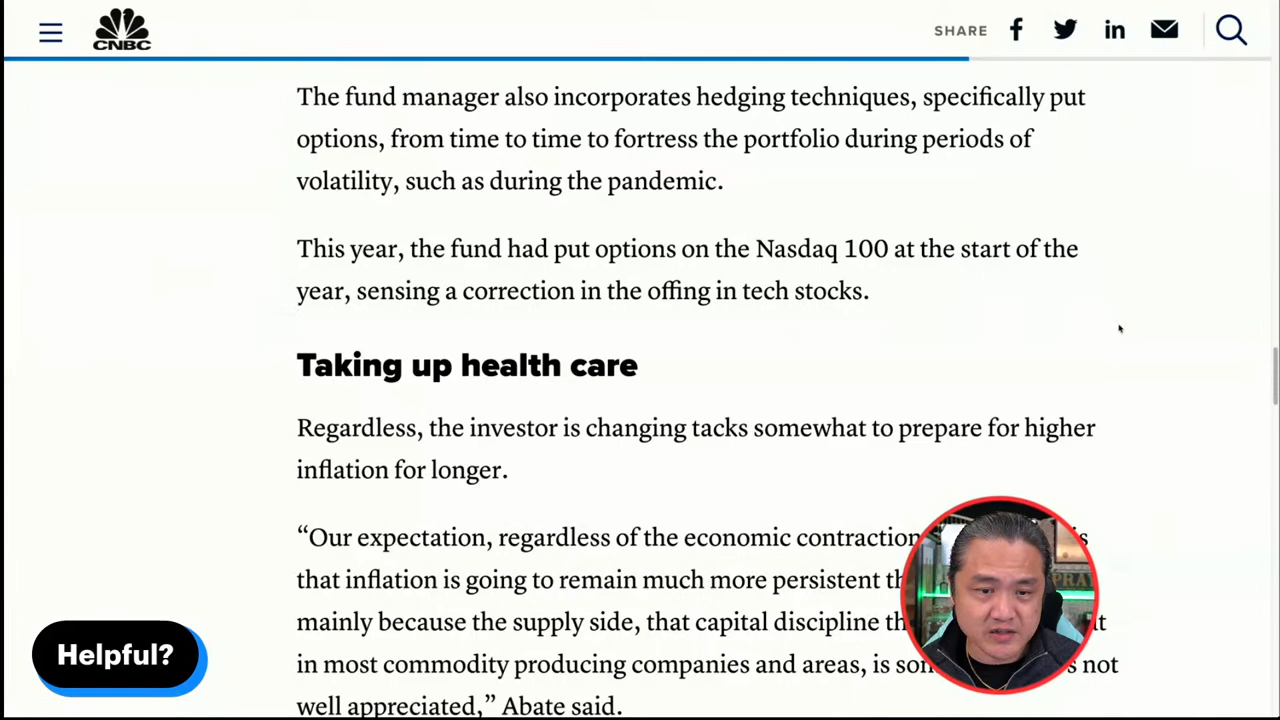 CNBC
SHARE
The fund manager also incorporates hedging techniques, specifically put
options, from time to time to fortress the portfolio during periods of
volatility, such as during the pandemic.
This year, the fund had put options on the Nasdaq 100 at the start of the
year, sensing a correction in the offing in tech stocks.
Taking up health care
Regardless, the investor is changing tacks somewhat to prepare for higher
inflation for longer.
“Our expectation, regardless of the economic contraction
that inflation is going to remain much more persistent
mainly because the supply side, that capital discipline
in most commodity producing companies and areas, is not
well appreciated,” Abate said.
Helpful?